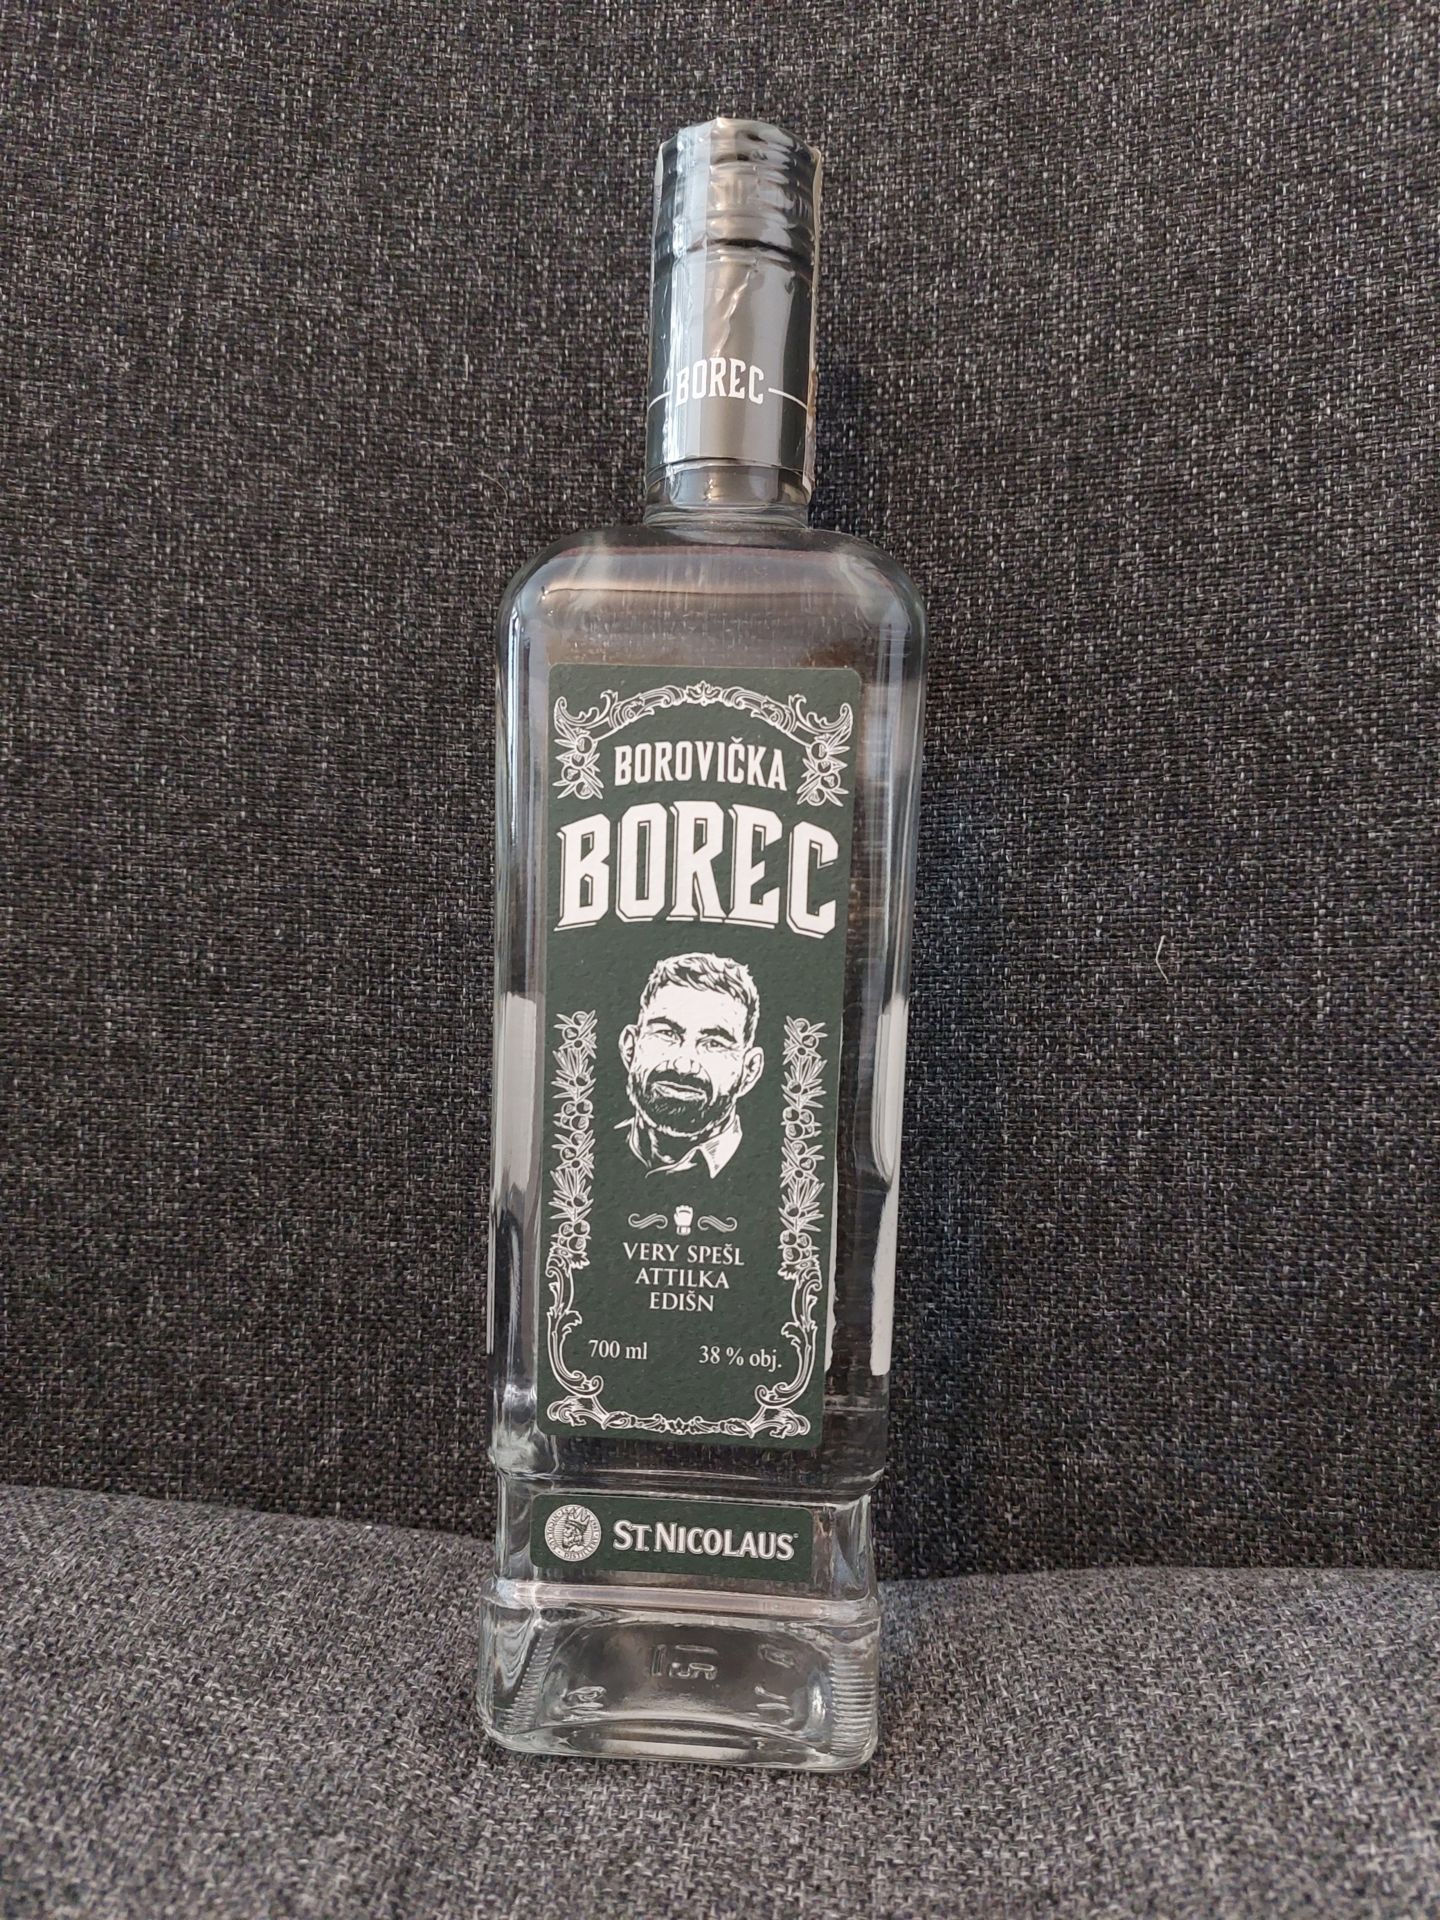 BOREC
BOROVIČKA
BOREC
VERY SPEŠL
ATTILKA
EDIŠN
700 ml 38 % obj.
ST. NICOLAUS